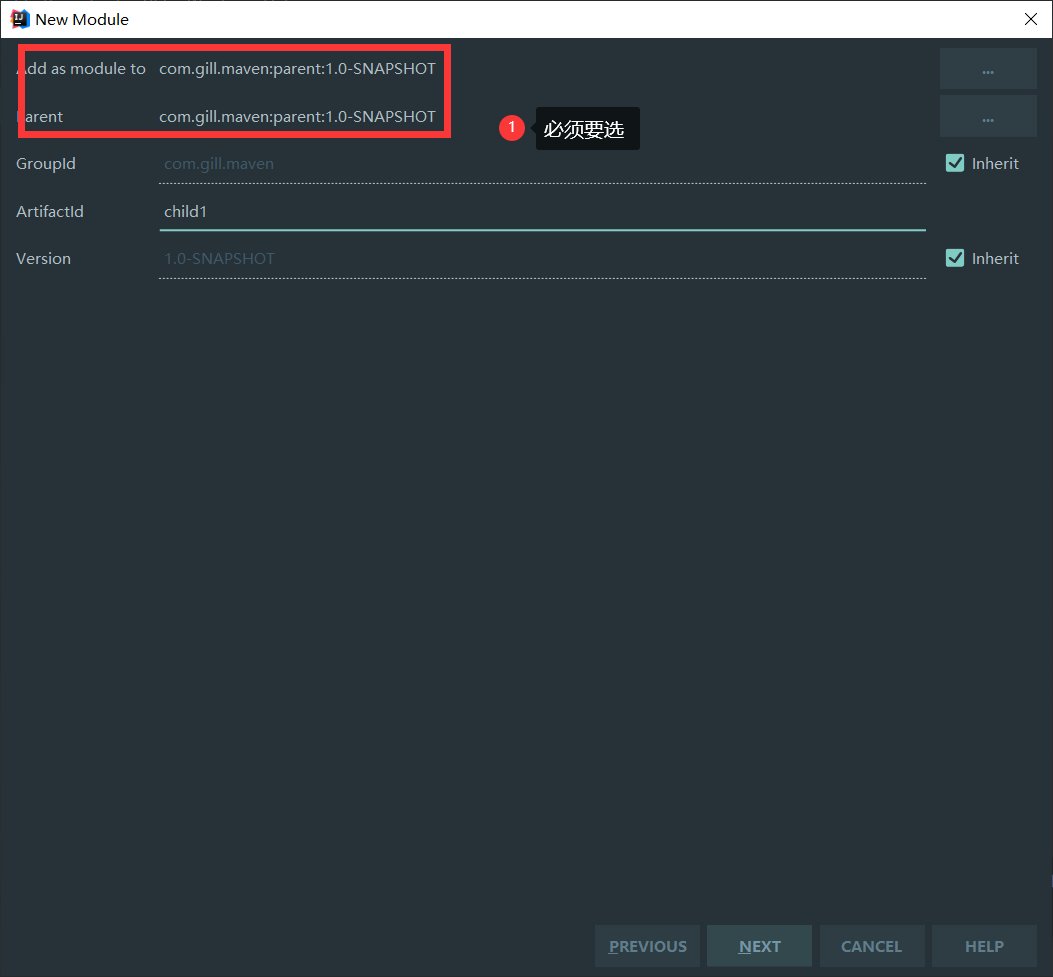 New Module
Add as module to com.gill.maven:parent:1.0-SNAPSHOT ...
Parent com.gill.maven:parent:1.0-SNAPSHOT ...
1 必须要选
GroupId com.gill.maven Inherit
ArtifactId child1
Version 1.0-SNAPSHOT Inherit
PREVIOUS NEXT CANCEL HELP